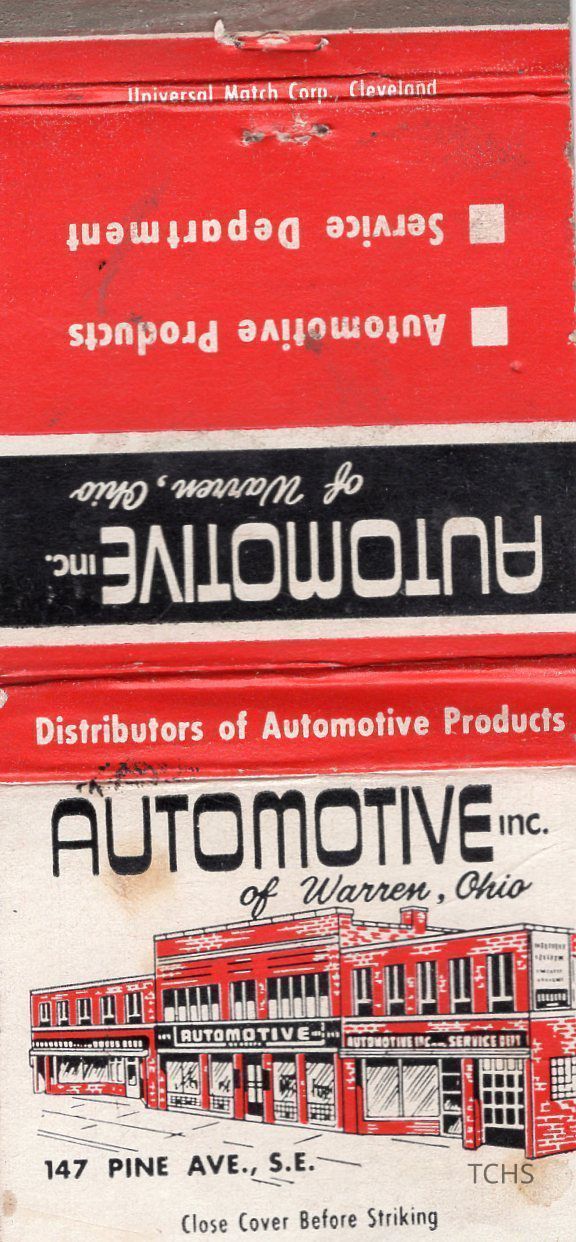 Universal Match Corp., Cleveland
AUTOMOTIVE inc.
of Warren, Ohio
Automotive Products
Service Department
Distributors of Automotive Products
AUTOMOTIVE inc.
of Warren, Ohio
AUTOMOTIVE
AUTOMOTIVE INC. SERVICE DEPT
147 PINE AVE., S.E.
TCHS
Close Cover Before Striking